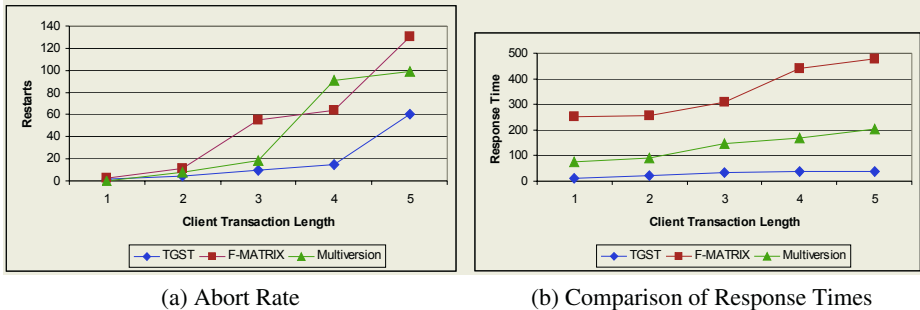 140
120
100
80
60
40
20
0
Restarts
1 2 3 4 5
Client Transaction Length
TGST F-MATRIX Multiversion
(a) Abort Rate
500
400
300
200
100
0
Response Time
1 2 3 4 5
Client Transaction Length
TGST F-MATRIX Multiversion
(b) Comparison of Response Times